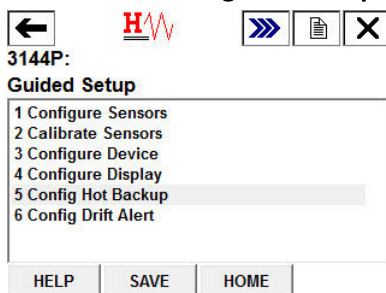 H
3144P:
Guided Setup
1 Configure Sensors
2 Calibrate Sensors
3 Configure Device
4 Configure Display
5 Config Hot Backup
6 Config Drift Alert
HELP SAVE HOME